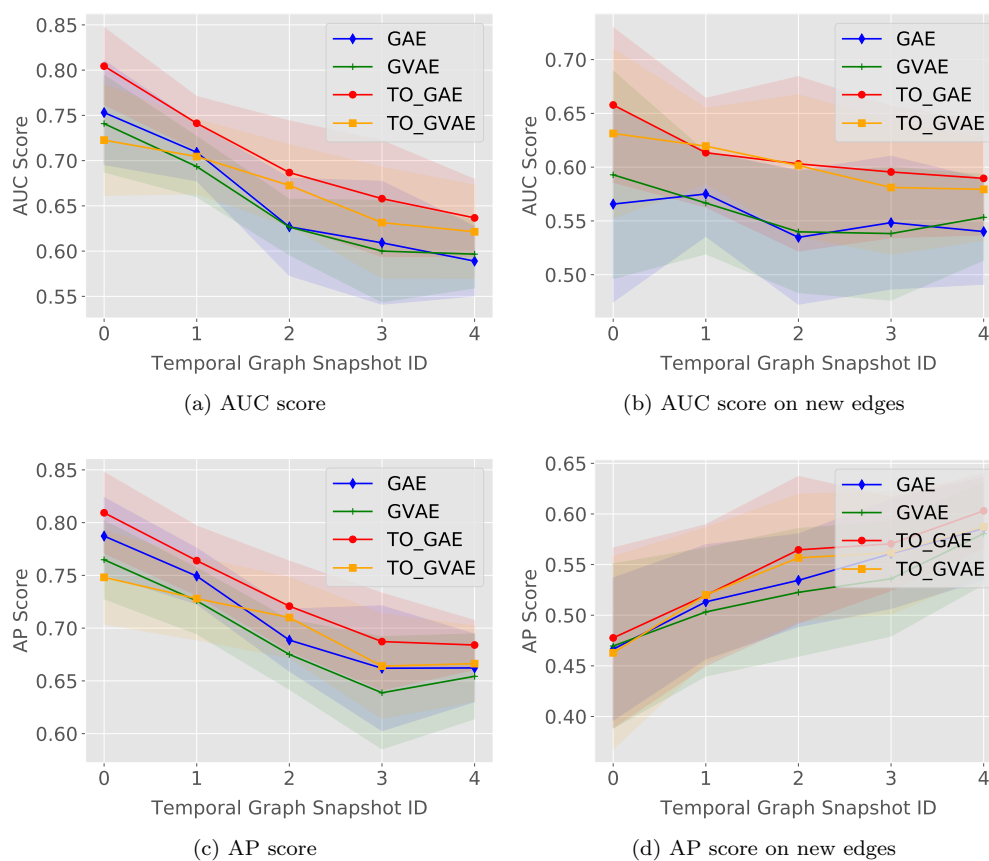 0.85
0.80
0.75
0.70
0.65
0.60
0.55
AUC Score
GAE
GVAE
TO_GAE
TO_GVAE
0 1 2 3 4
Temporal Graph Snapshot ID
(a) AUC score
0.70
0.65
0.60
0.55
0.50
AUC Score
GAE
GVAE
TO_GAE
TO_GVAE
0 1 2 3 4
Temporal Graph Snapshot ID
(b) AUC score on new edges
0.85
0.80
0.75
0.70
0.65
0.60
AP Score
GAE
GVAE
TO_GAE
TO_GVAE
0 1 2 3 4
Temporal Graph Snapshot ID
(c) AP score
0.65
0.60
0.55
0.50
0.45
0.40
AP Score
GAE
GVAE
TO_GAE
TO_GVAE
0 1 2 3 4
Temporal Graph Snapshot ID
(d) AP score on new edges